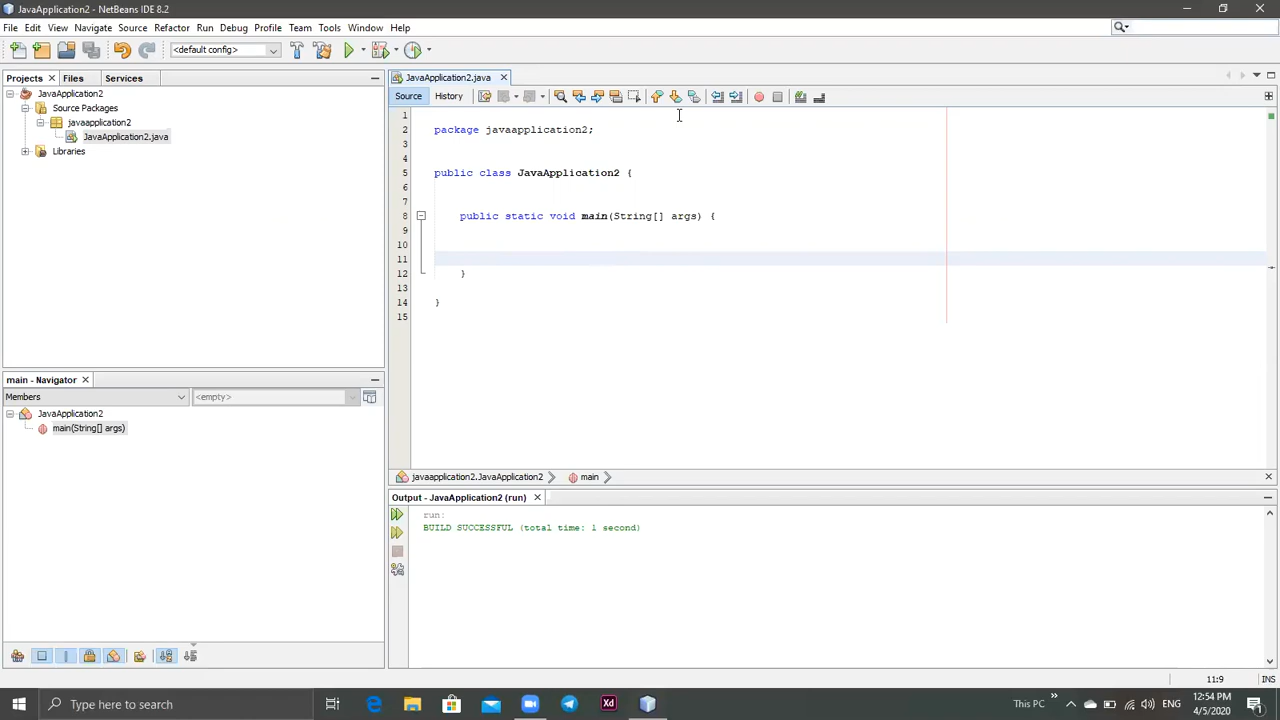 JavaApplication2 - NetBeans IDE 8.2
File Edit View Navigate Source Refactor Run Debug Profile Team Tools Window Help
<default config>
Projects Files Services
JavaApplication2
Source Packages
javaapplication2
JavaApplication2.java
Libraries
main - Navigator
Members <empty>
JavaApplication2
main(String[] args)
JavaApplication2.java
Source History
1
2 package javaapplication2;
3
4
5 public class JavaApplication2 {
6
7
8 public static void main(String[] args) {
9
10
11
12 }
13
14 }
15
javaapplication2.JavaApplication2 main
Output - JavaApplication2 (run)
run:
BUILD SUCCESSFUL (total time: 1 second)
11:9 INS
Type here to search
Xd
This PC
12:54 PM
4/5/2020
1